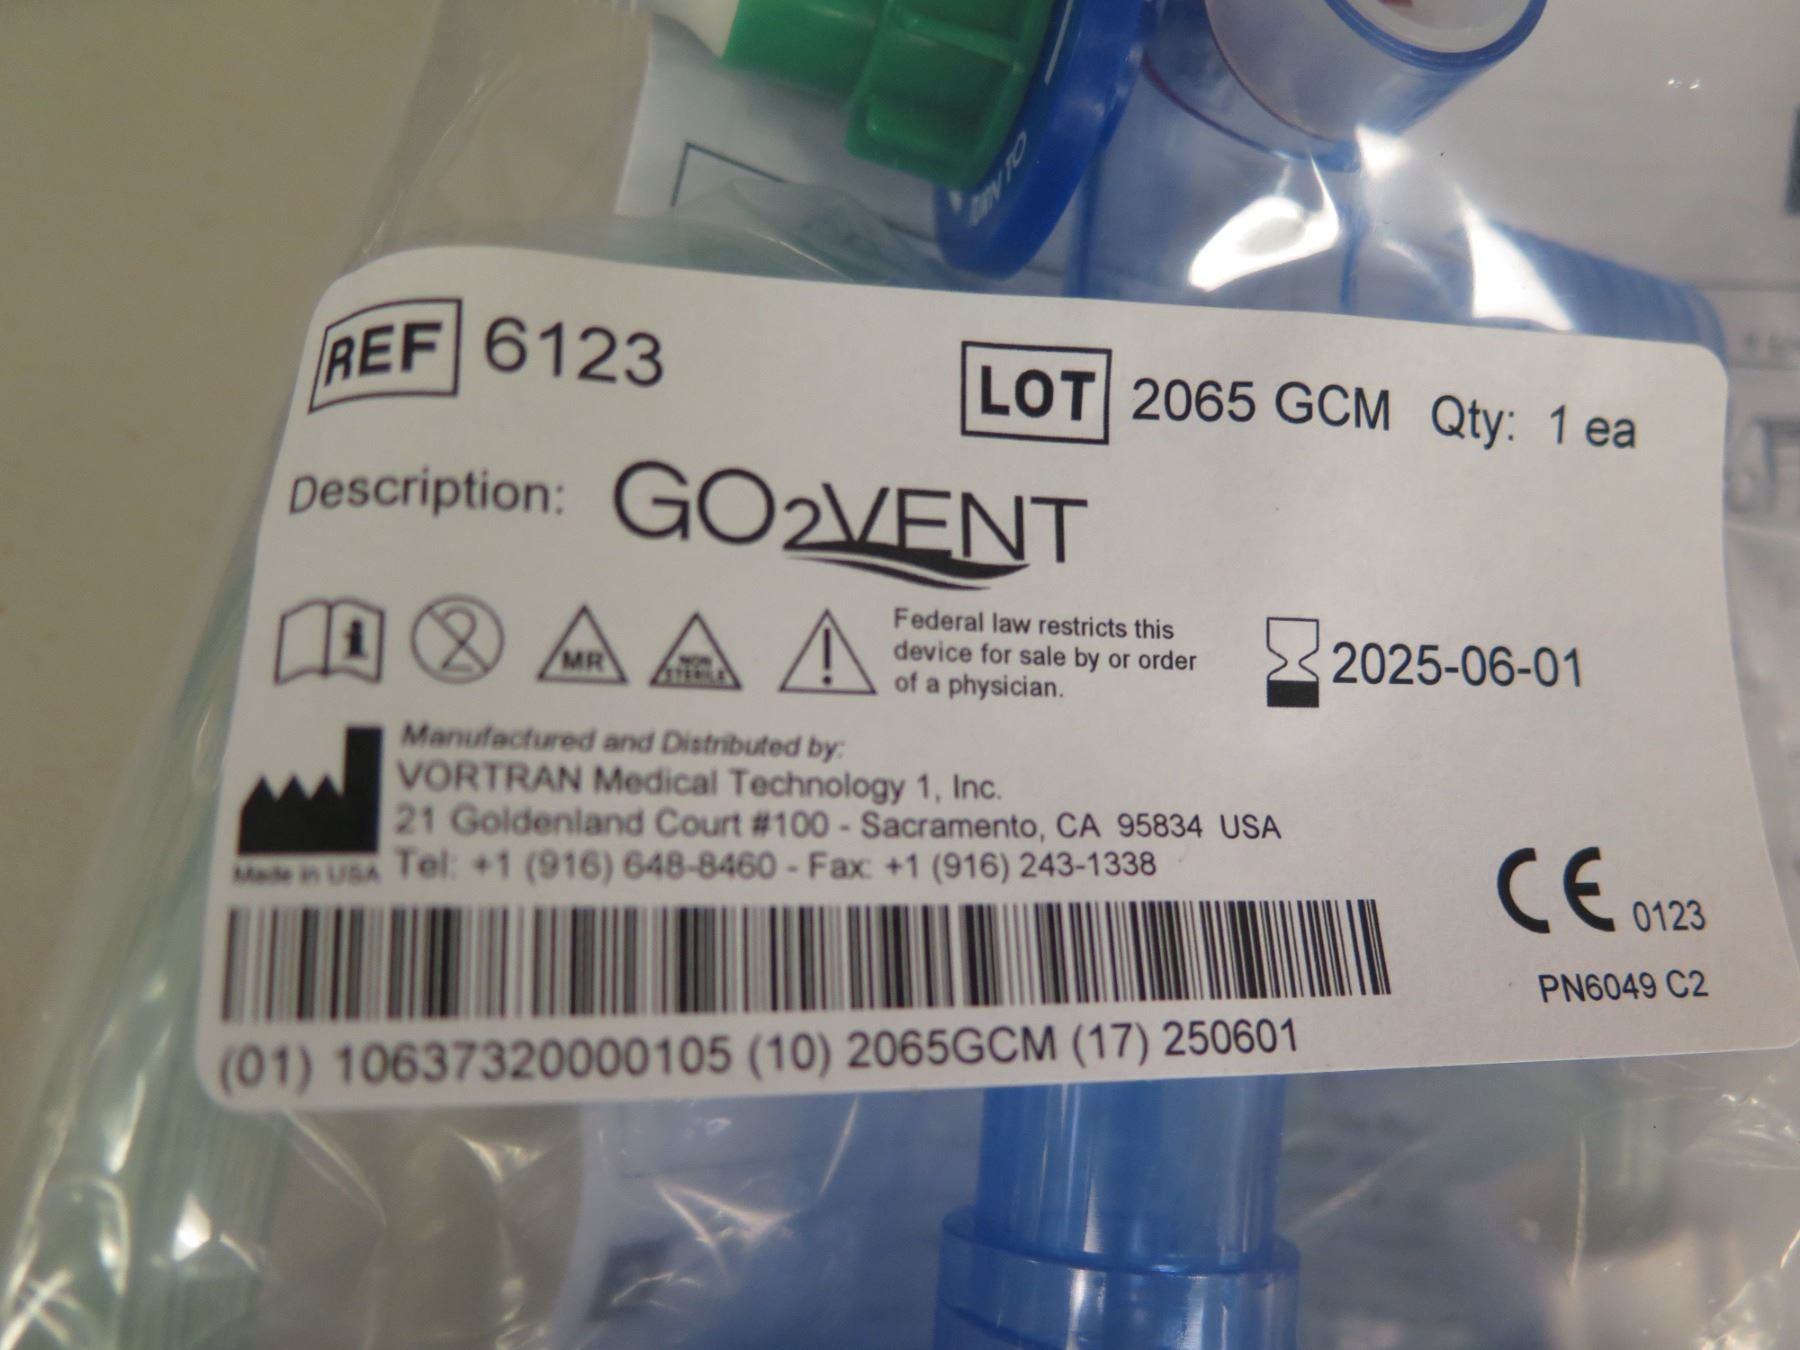 TURN TO
REF 6123
LOT 2065 GCM Qty: 1 ea
Description: GO2VENT
MR
NON
STERILE
Federal law restricts this
device for sale by or order
of a physician.
2025-06-01
Manufactured and Distributed by:
VORTRAN Medical Technology 1, Inc.
21 Goldenland Court #100 - Sacramento, CA 95834 USA
Made in USA
Tel: +1 (916) 648-8460 - Fax: +1 (916) 243-1338
CE 0123
PN6049 C2
(01) 10637320000105 (10) 2065GCM (17) 250601